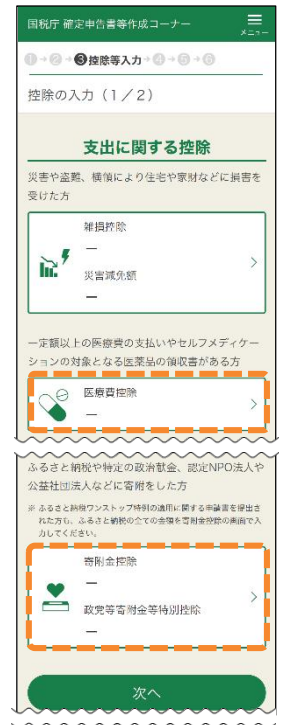 国税庁 確定申告書等作成コーナー
メニュー
①→②→③控除等入力→④→⑤→⑥
控除の入力（1／2）
支出に関する控除
災害や盗難、横領により住宅や家財などに損害を
受けた方
雑損控除
―
災害減免額
―
一定額以上の医療費の支払いやセルフメディケー
ションの対象となる医薬品の領収書がある方
医療費控除
―
ふるさと納税や特定の政治献金、認定NPO法人や
公益社団法人などに寄附をした方
※ ふるさと納税ワンストップ特例の適用に関する申請書を提出さ
れた方も、ふるさと納税の全ての金額を寄附金控除の画面で入
力してください。
寄附金控除
―
政党等寄附金等特別控除
―
次へ